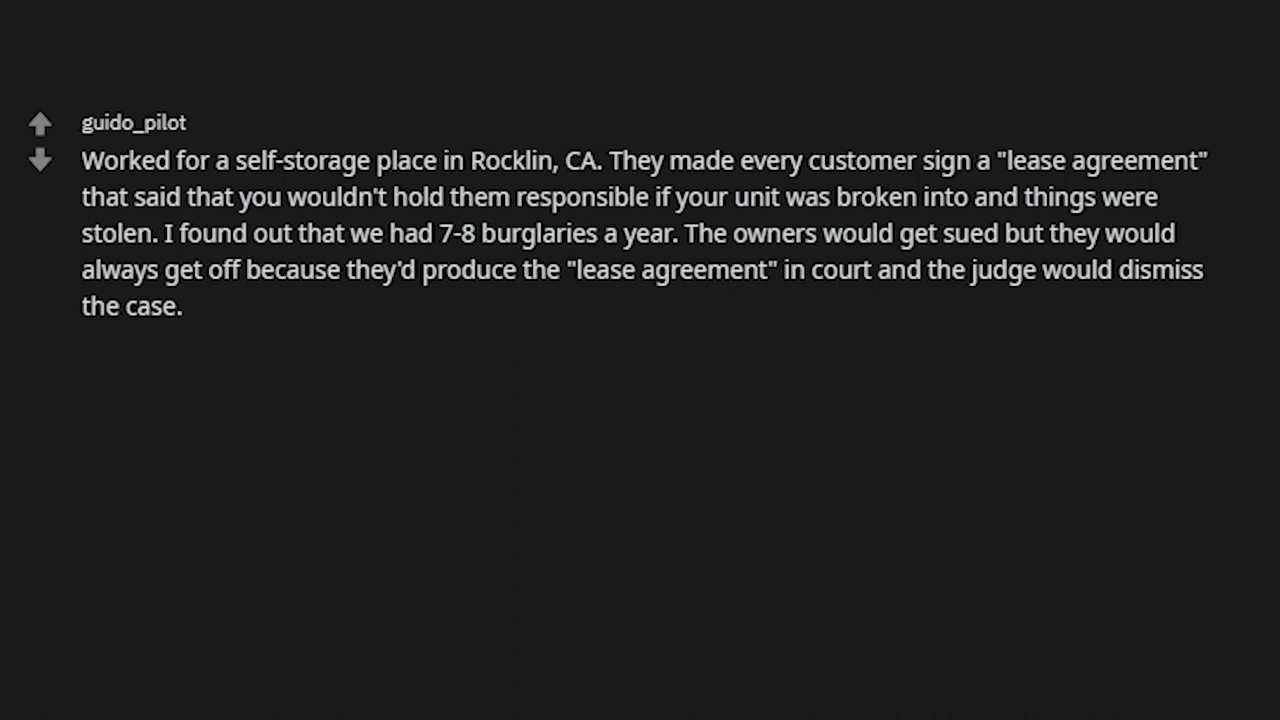 guido_pilot
Worked for a self-storage place in Rocklin, CA. They made every customer sign a "lease agreement"
that said that you wouldn't hold them responsible if your unit was broken into and things were
stolen. I found out that we had 7-8 burglaries a year. The owners would get sued but they would
always get off because they'd produce the "lease agreement" in court and the judge would dismiss
the case.